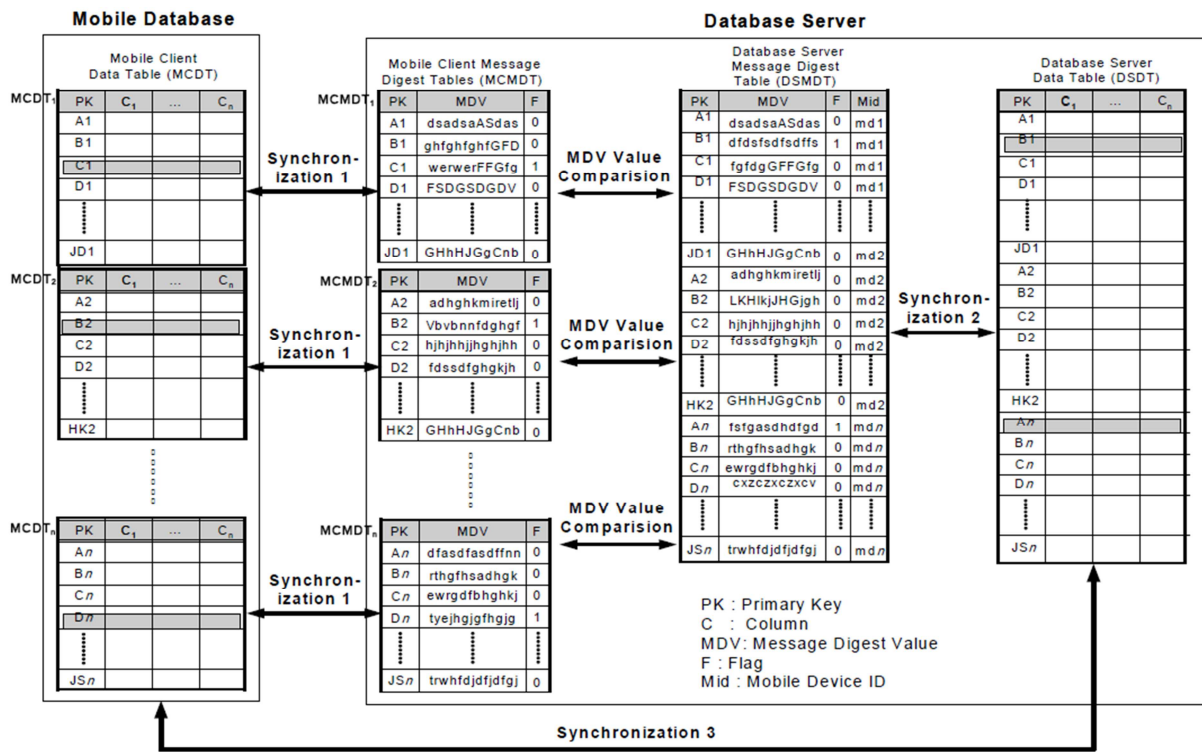 Mobile Database
Database Server
Mobile Client
Data Table (MCDT)
MCDT1
PK C1 ... Cn
A1
B1
C1
D1
JD1
MCDT2
A2
B2
C2
D2
HK2
MCDTn
PK C1 ... Cn
An
Bn
Cn
Dn
JSn
Synchron-
ization 1
Synchron-
ization 1
Synchron-
ization 1
Mobile Client Message
Digest Tables (MCMDT)
MCMDT1
PK MDV F
A1 dsadsaASdas 0
B1 ghfghfghfGFD 0
C1 werwerFFGfg 1
D1 FSDGSDGDV 0
JD1 GHhHJGgCnb 0
MCMDT2
PK MDV F
A2 adhghkmiretlj 0
B2 Vbvbnnfdghgf 1
C2 hjhjhhjjhghjhh 0
D2 fdssdfghgkjh 0
HK2 GHhHJGgCnb 0
MCMDTn
PK MDV F
An dfasdfasdffnn 0
Bn rthgfhsadhgk 0
Cn ewrgdfbhghkj 0
Dn tyejhgjgfhgjg 1
JSn trwhfdjdfjdfgj 0
MDV Value
Comparision
MDV Value
Comparision
MDV Value
Comparision
Database Server
Message Digest
Table (DSMDT)
PK MDV F Mid
A1 dsadsaASdas 0 md1
B1 dfdsfsdfsdffs 1 md1
C1 fgfdgGFFGfg 0 md1
D1 FSDGSDGDV 0 md1
JD1 GHhHJGgCnb 0 md2
A2 adhghkmiretlj 0 md2
B2 LKHlkjJHGjgh 0 md2
C2 hjhjhhjjhghjhh 0 md2
D2 fdssdfghgkjh 0 md2
HK2 GHhHJGgCnb 0 md2
An fsfgasdhdfgd 1 mdn
Bn rthgfhsadhgk 0 mdn
Cn ewrgdfbhghkj 0 mdn
Dn cxzczxczxcv 0 mdn
JSn trwhfdjdfjdfgj 0 mdn
Synchron-
ization 2
Database Server
Data Table (DSDT)
PK C1 ... Cn
A1
B1
C1
D1
JD1
A2
B2
C2
D2
HK2
An
Bn
Cn
Dn
JSn
PK : Primary Key
C : Column
MDV: Message Digest Value
F : Flag
Mid : Mobile Device ID
Synchronization 3